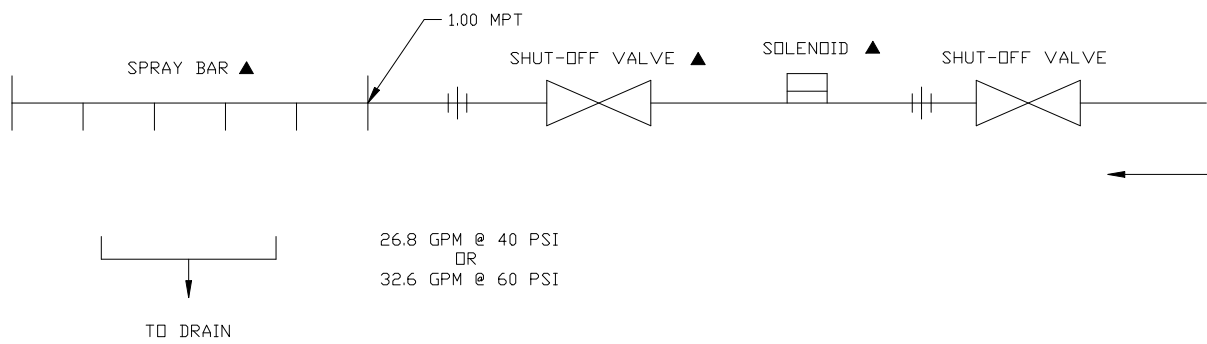 1.00 MPT
SPRAY BAR ▲
SHUT-OFF VALVE ▲
SOLENOID ▲
SHUT-OFF VALVE
26.8 GPM @ 40 PSI
OR
32.6 GPM @ 60 PSI
TO DRAIN